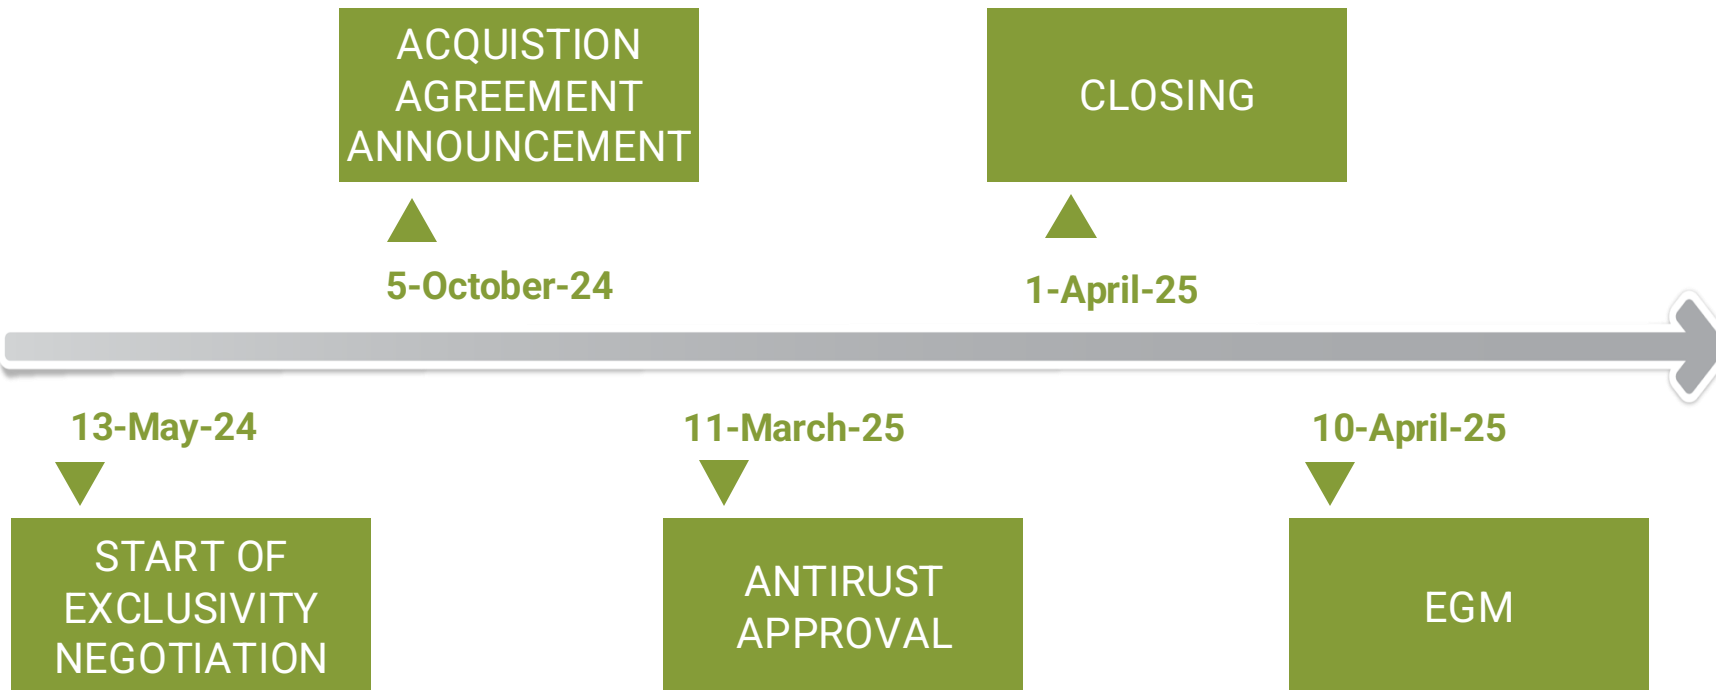 ACQUISTION
AGREEMENT
ANNOUNCEMENT
CLOSING
5-October-24
1-April-25
13-May-24
11-March-25
10-April-25
START OF
EXCLUSIVITY
NEGOTIATION
ANTIRUST
APPROVAL
EGM